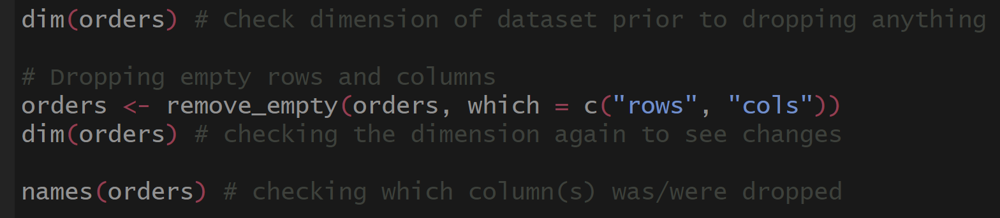 dim(orders) # Check dimension of dataset prior to dropping anything
# Dropping empty rows and columns
orders <- remove_empty(orders, which = c("rows", "cols"))
dim(orders) # checking the dimension again to see changes
names(orders) # checking which column(s) was/were dropped